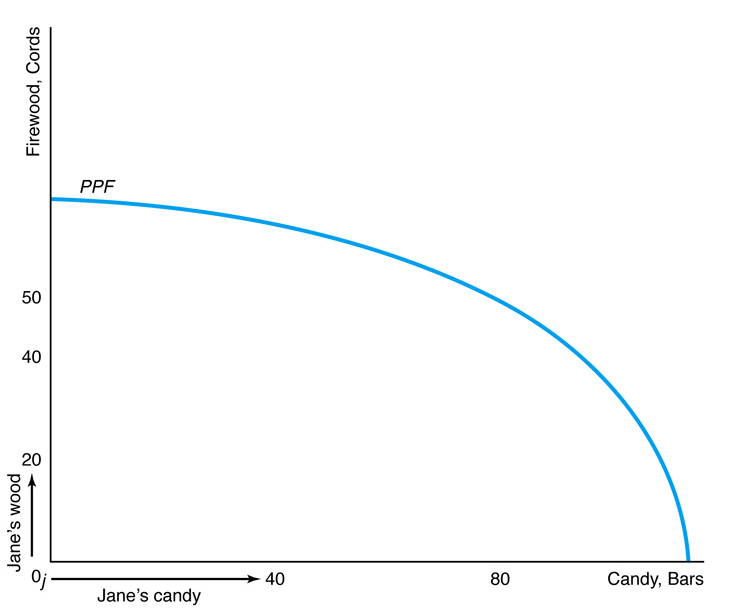 Firewood, Cords
PPF
50
40
20
Jane's wood
0j
40
80
Candy, Bars
Jane's candy